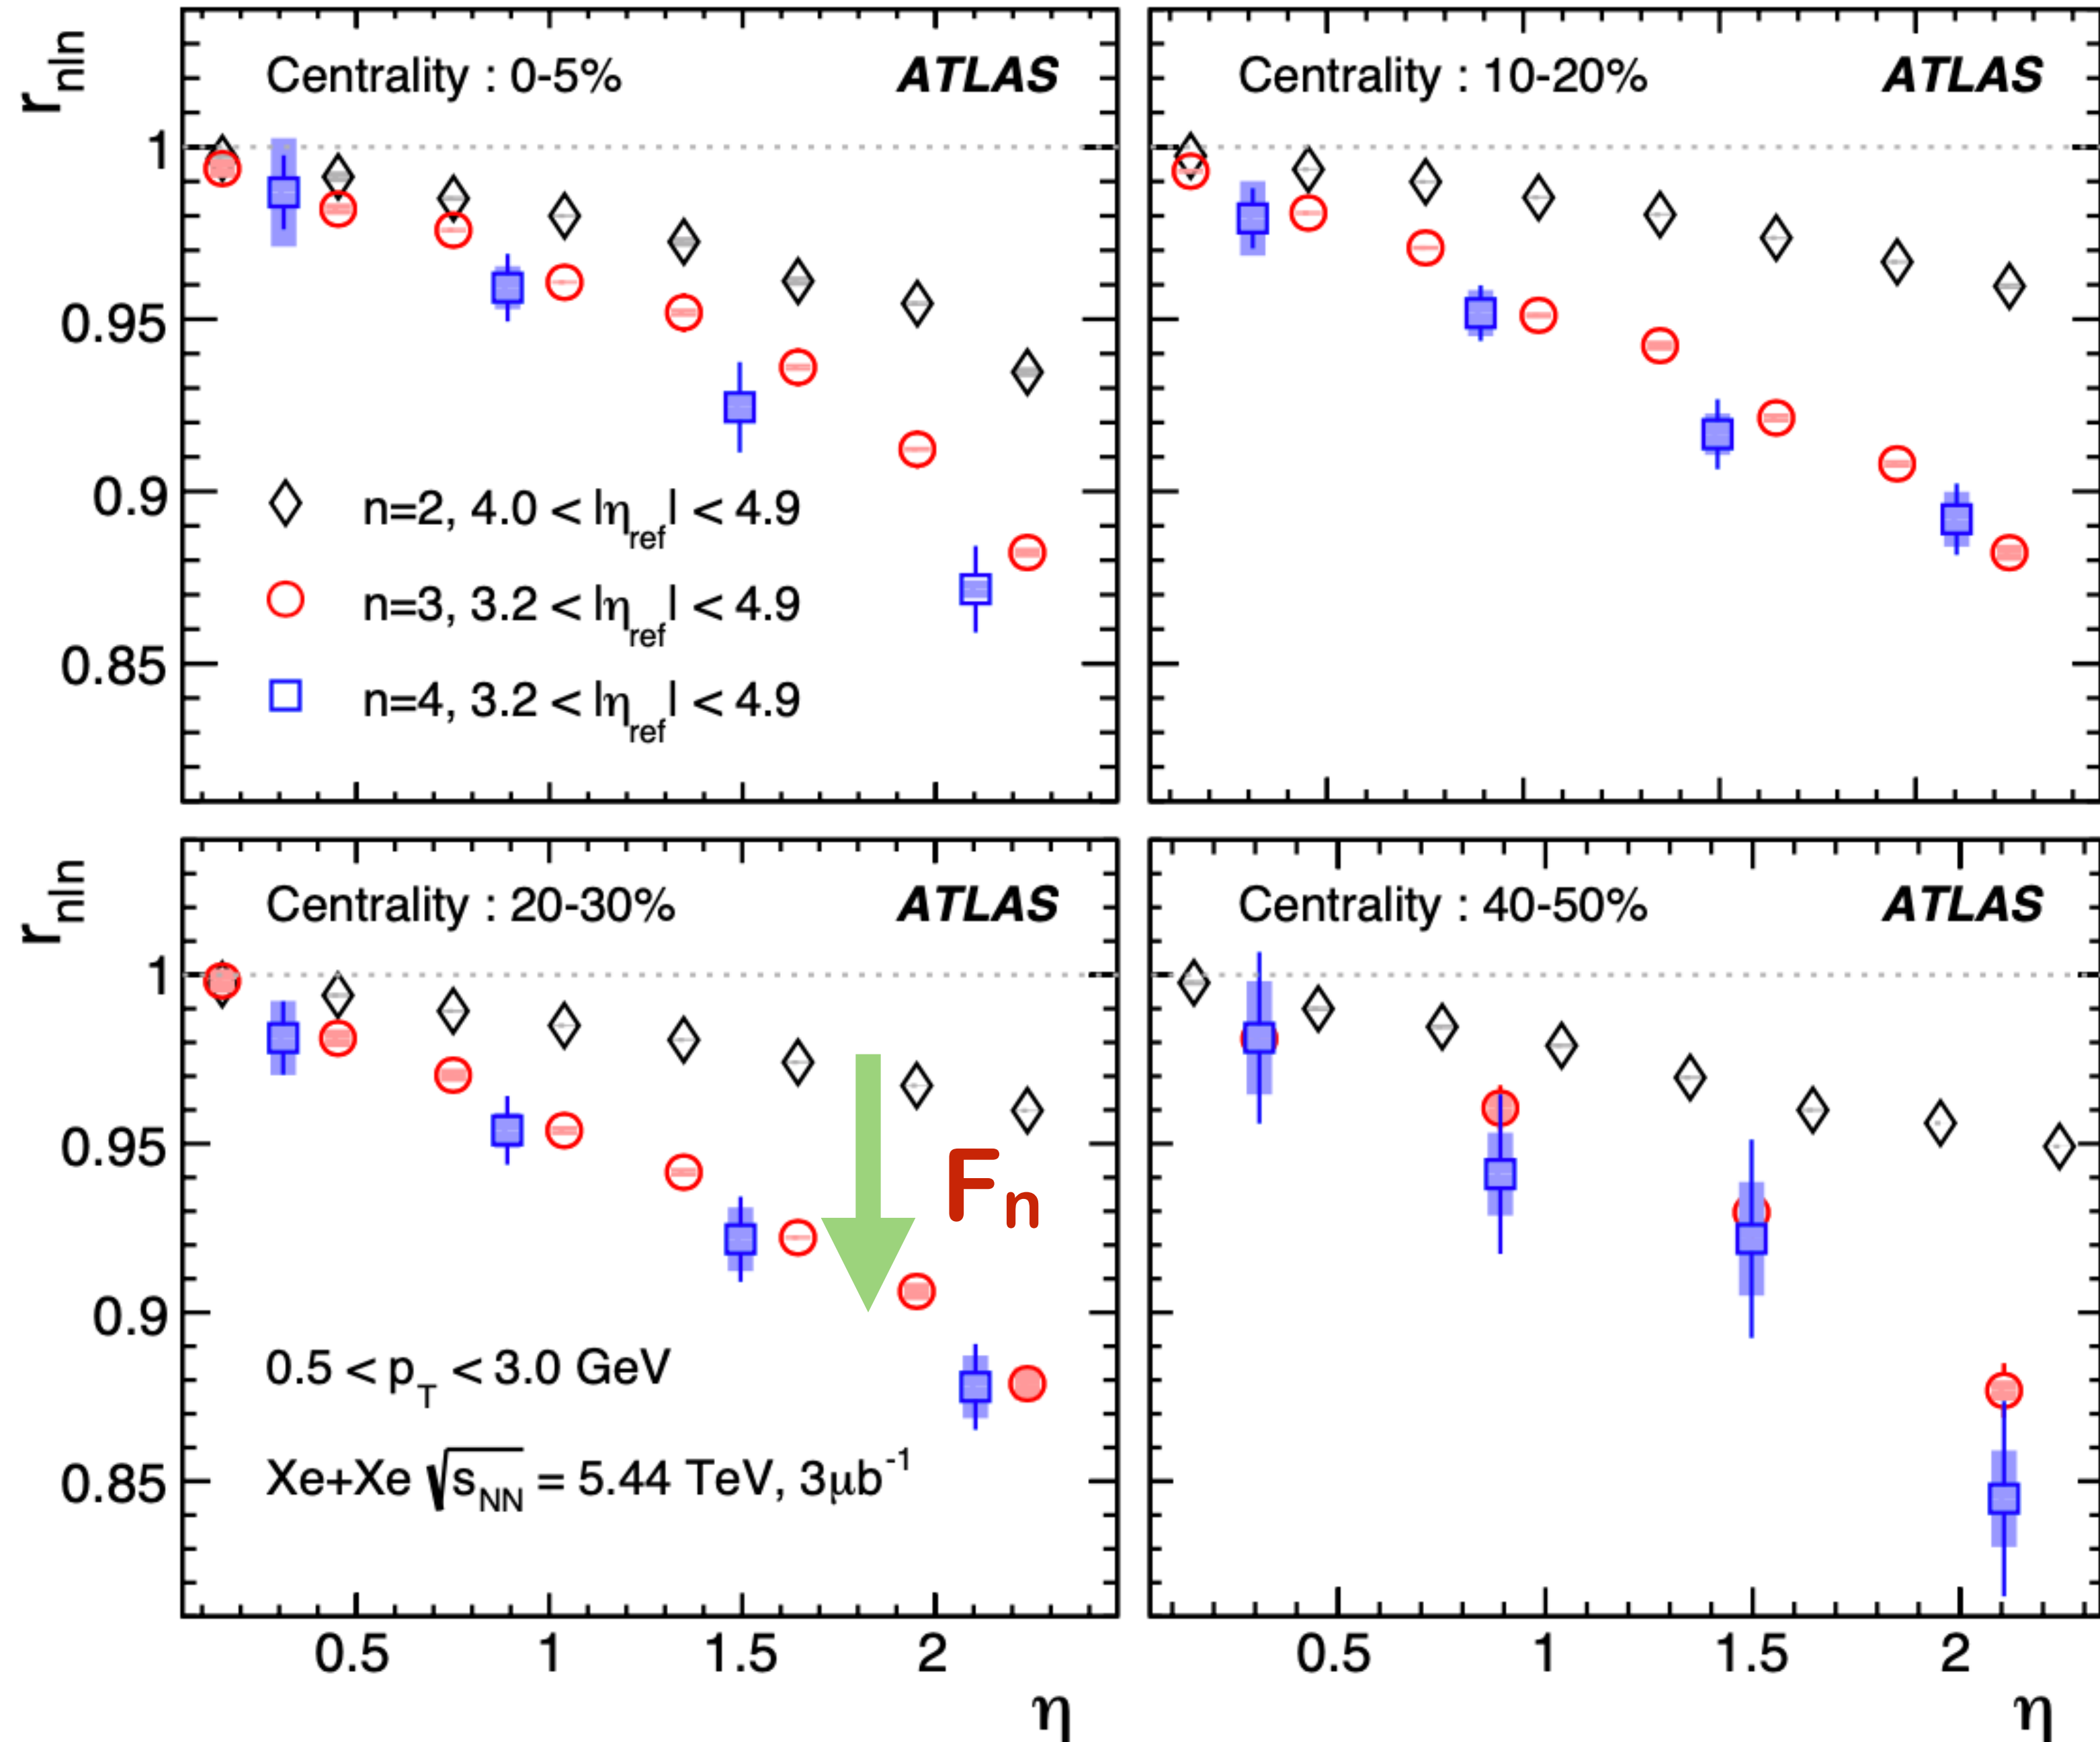 r_n|n
Centrality : 0-5% ATLAS
1
0.95
0.9
0.85
n=2, 4.0 < |η_ref| < 4.9
n=3, 3.2 < |η_ref| < 4.9
n=4, 3.2 < |η_ref| < 4.9
Centrality : 10-20% ATLAS
r_n|n
Centrality : 20-30% ATLAS
1
0.95
0.9
0.85
F_n
0.5 < p_T < 3.0 GeV
Xe+Xe √s_NN = 5.44 TeV, 3μb^-1
0.5 1 1.5 2
η
Centrality : 40-50% ATLAS
0.5 1 1.5 2
η